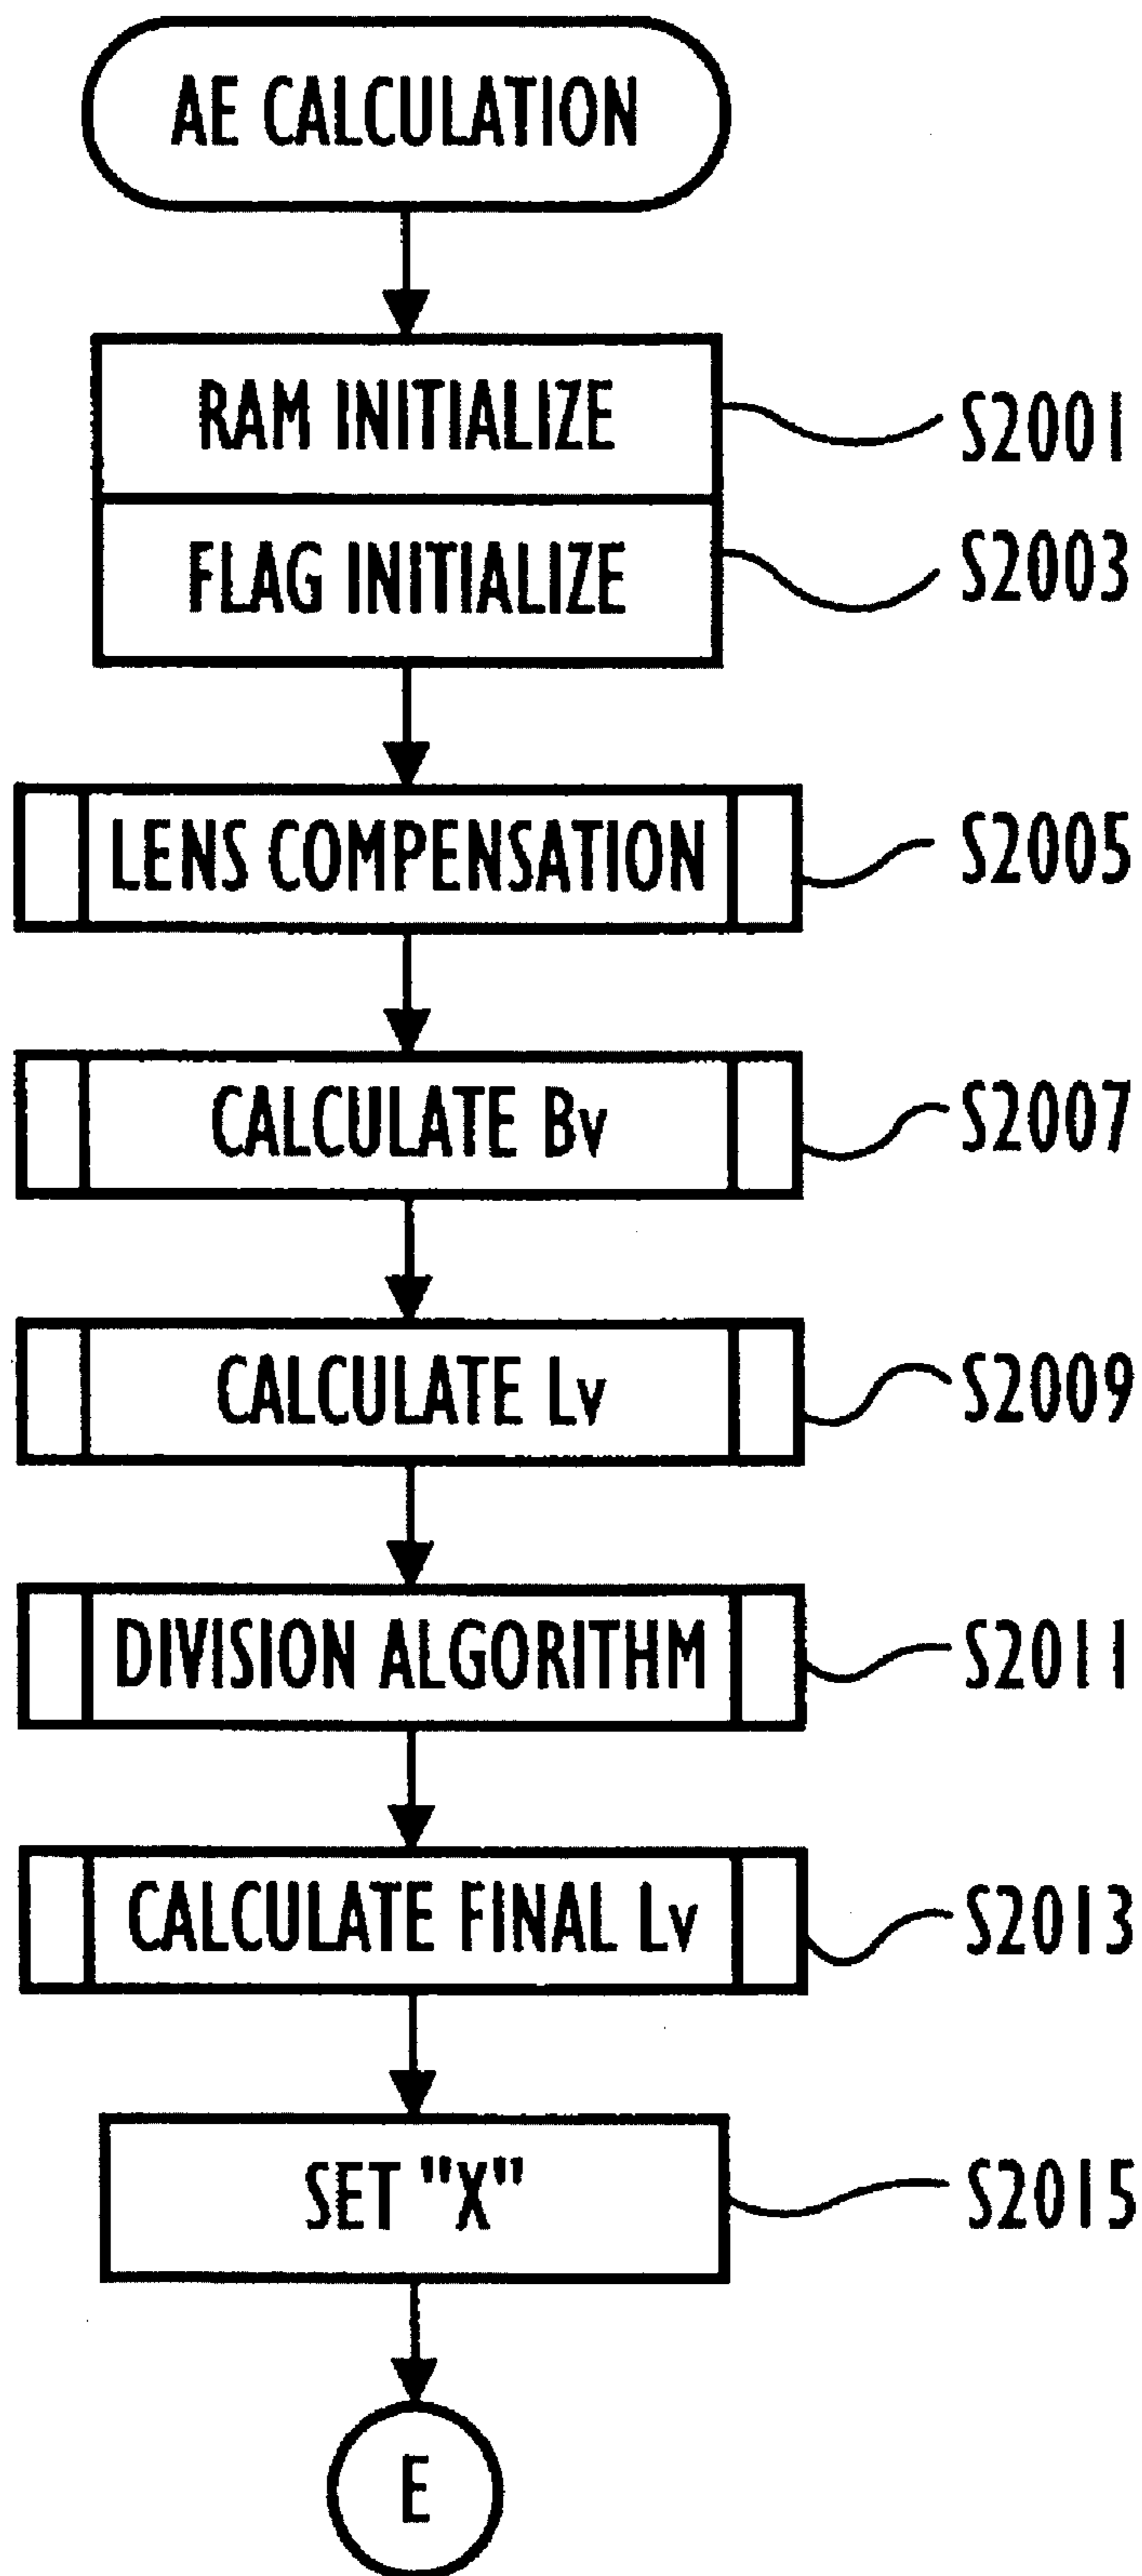 AE CALCULATION
RAM INITIALIZE
S2001
FLAG INITIALIZE
S2003
LENS COMPENSATION
S2005
CALCULATE Bv
S2007
CALCULATE Lv
S2009
DIVISION ALGORITHM
S2011
CALCULATE FINAL Lv
S2013
SET "X"
S2015
E